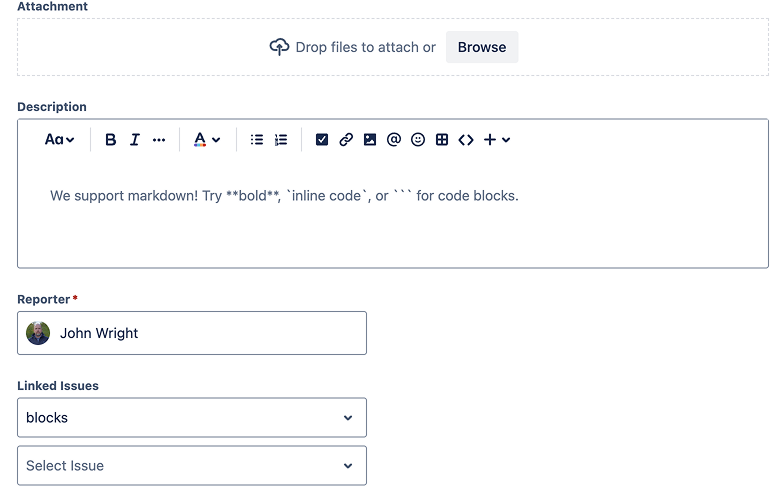 Attachment
Drop files to attach or Browse
Description
Aa B I ... A @ <> +
We support markdown! Try **bold**, `inline code`, or ``` for code blocks.
Reporter*
John Wright
Linked Issues
blocks
Select Issue